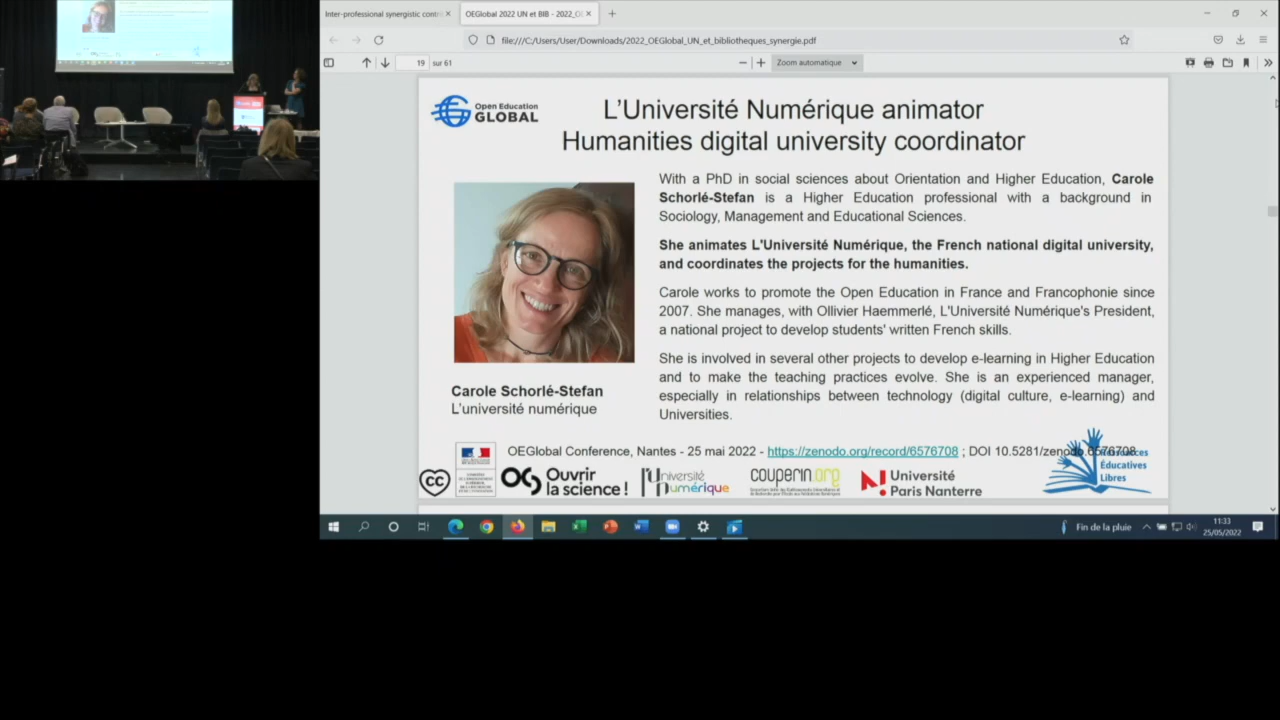 Inter-professional synergistic contri
OEGlobal 2022 UN et BIB - 2022_OE
file:///C:/Users/User/Downloads/2022_OEGlobal_UN_et_bibliotheques_synergie.pdf
19 sur 61
Zoom automatique
Open Education
GLOBAL
L'Université Numérique animator
Humanities digital university coordinator
With a PhD in social sciences about Orientation and Higher Education, Carole
Schorlé-Stefan is a Higher Education professional with a background in
Sociology, Management and Educational Sciences.
She animates L'Université Numérique, the French national digital university,
and coordinates the projects for the humanities.
Carole works to promote the Open Education in France and Francophonie since
2007. She manages, with Ollivier Haemmerlé, L'Université Numérique's President,
a national project to develop students' written French skills.
She is involved in several other projects to develop e-learning in Higher Education
and to make the teaching practices evolve. She is an experienced manager,
especially in relationships between technology (digital culture, e-learning) and
Universities.
Carole Schorlé-Stefan
L'université numérique
OEGlobal Conference, Nantes - 25 mai 2022 - https://zenodo.org/record/6576708 ; DOI 10.5281/zenodo.6576708
Ressources
Éducatives
Libres
cc
Ouvrir
la science !
l'Université
numérique
couperin.org
Université
Paris Nanterre
Fin de la pluie
11:33
25/05/2022